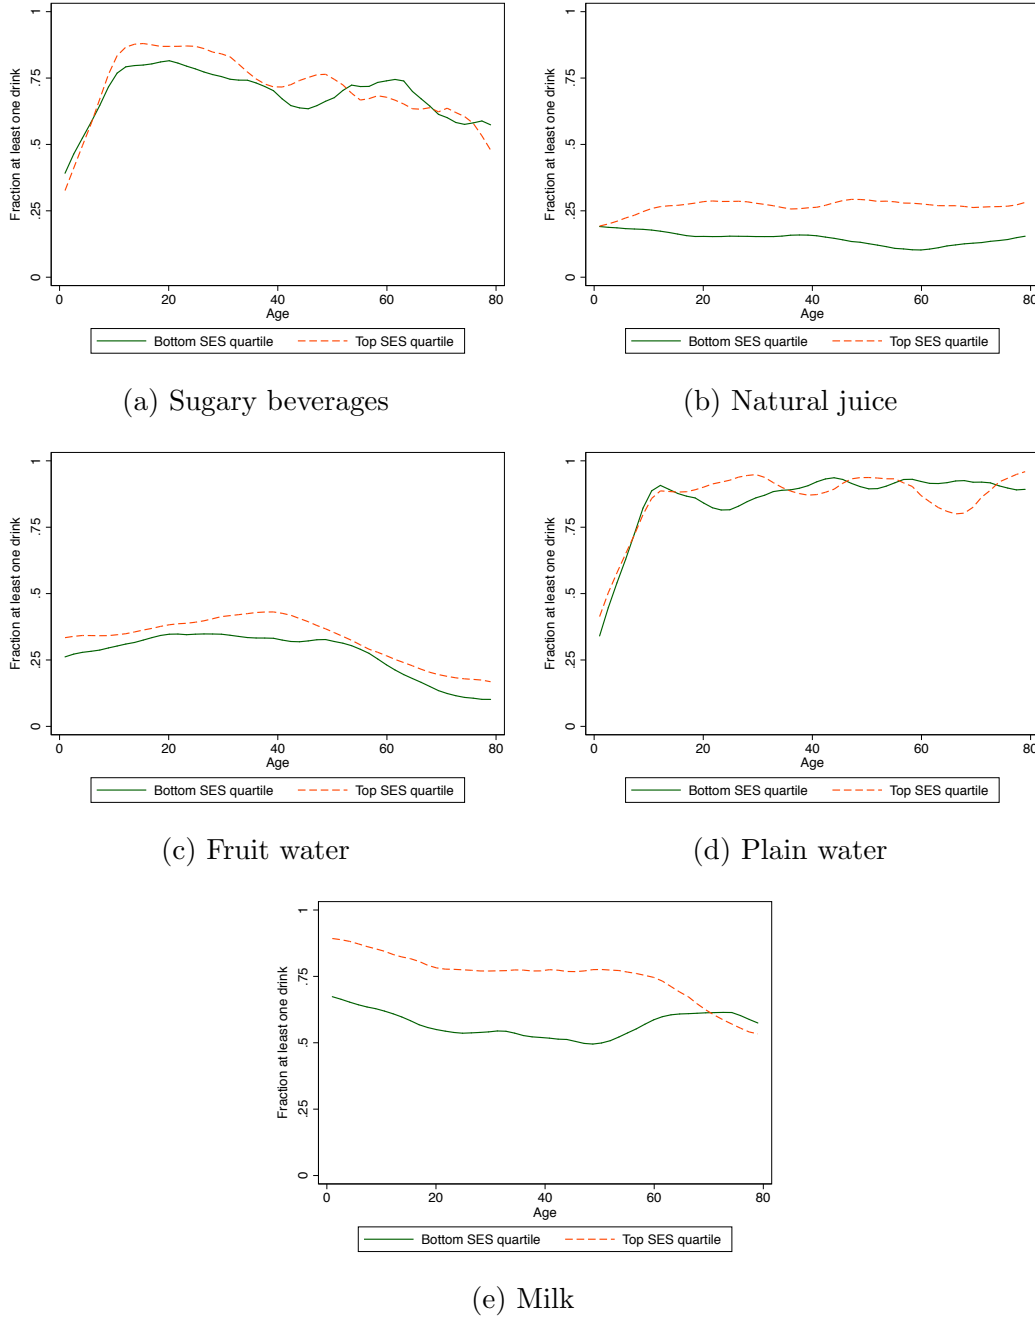 Fraction at least one drink
1
.75
.5
.25
0
0 20 40 60 80
Age
Bottom SES quartile Top SES quartile
(a) Sugary beverages
Fraction at least one drink
1
.75
.5
.25
0
0 20 40 60 80
Age
Bottom SES quartile Top SES quartile
(b) Natural juice
Fraction at least one drink
1
.75
.5
.25
0
0 20 40 60 80
Age
Bottom SES quartile Top SES quartile
(c) Fruit water
Fraction at least one drink
1
.75
.5
.25
0
0 20 40 60 80
Age
Bottom SES quartile Top SES quartile
(d) Plain water
Fraction at least one drink
1
.75
.5
.25
0
0 20 40 60 80
Age
Bottom SES quartile Top SES quartile
(e) Milk